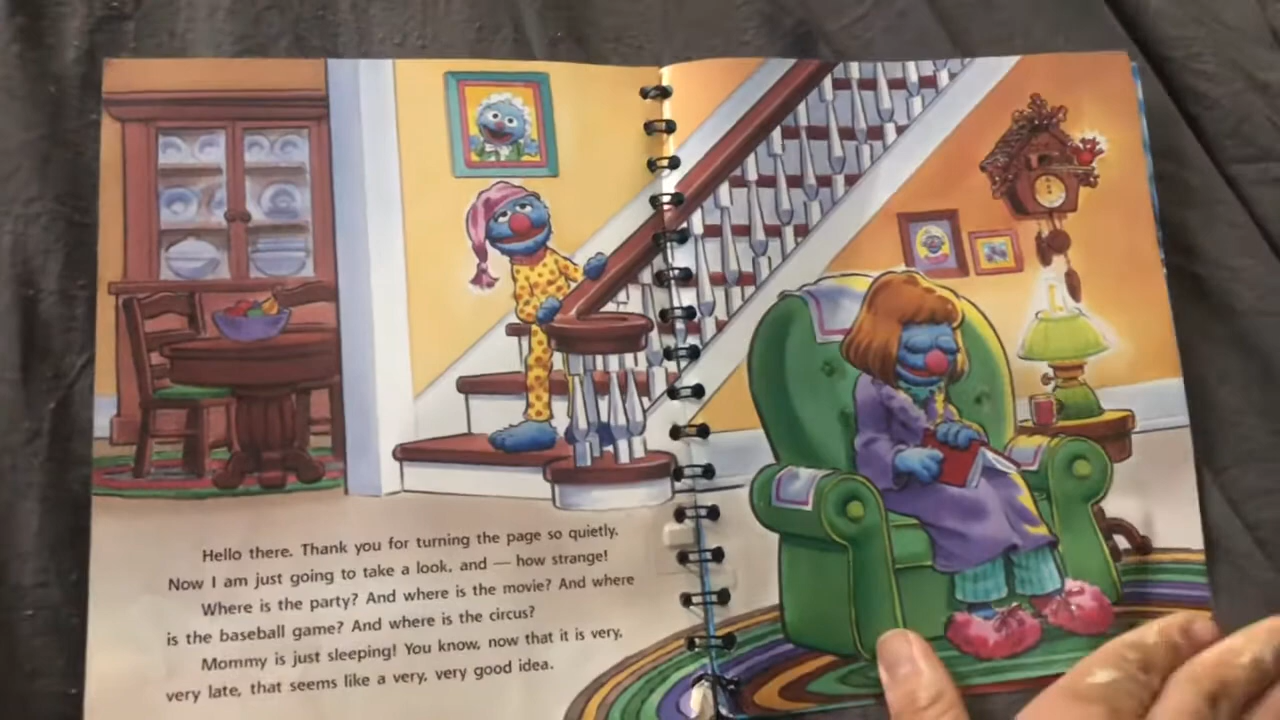 Hello there. Thank you for turning the page so quietly.
Now I am just going to take a look, and — how strange!
Where is the party? And where is the movie? And where
is the baseball game? And where is the circus?
Mommy is just sleeping! You know, now that it is very,
very late, that seems like a very, very good idea.